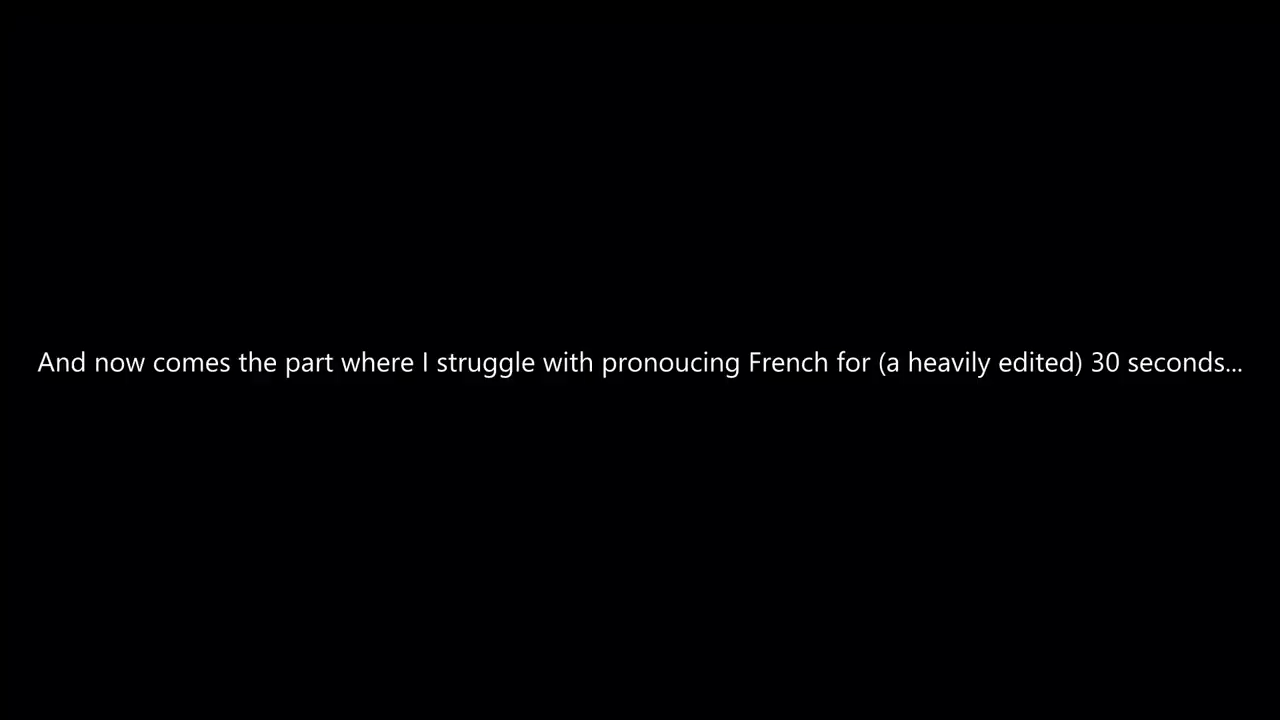 And now comes the part where I struggle with pronoucing French for (a heavily edited) 30 seconds...